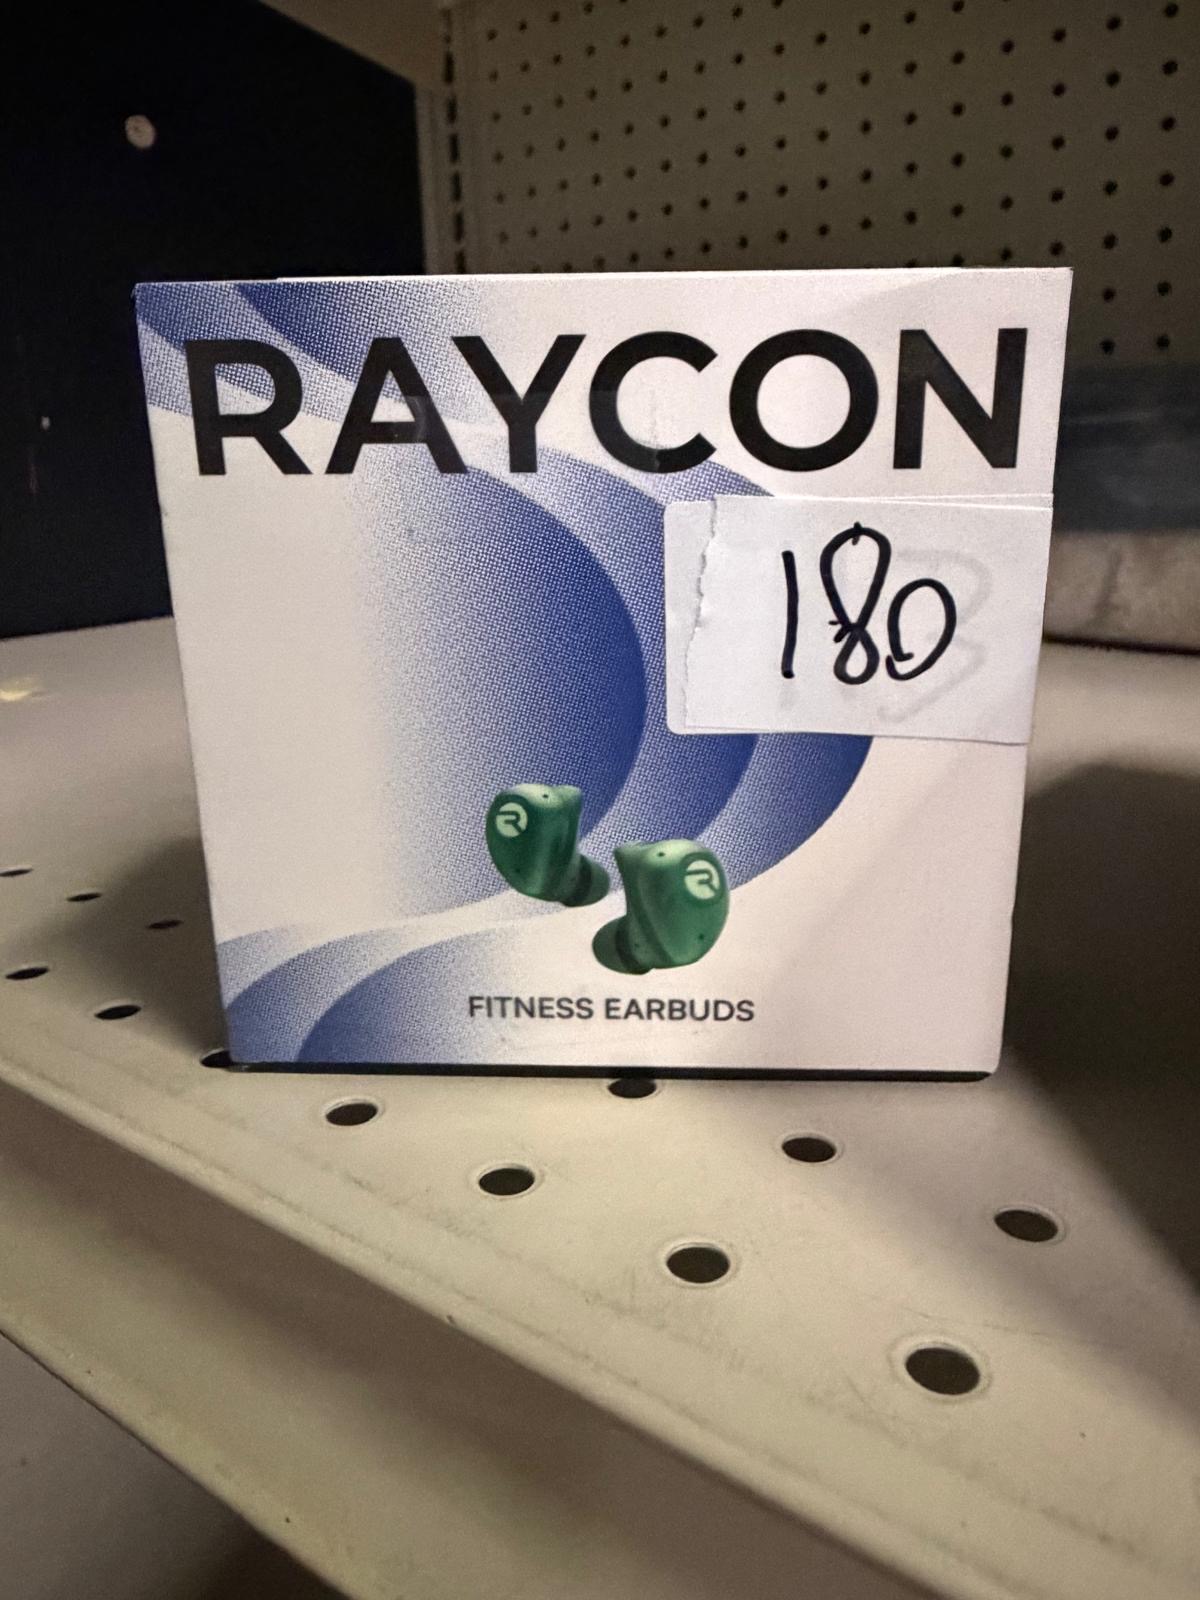 RAYCON
180
FITNESS EARBUDS